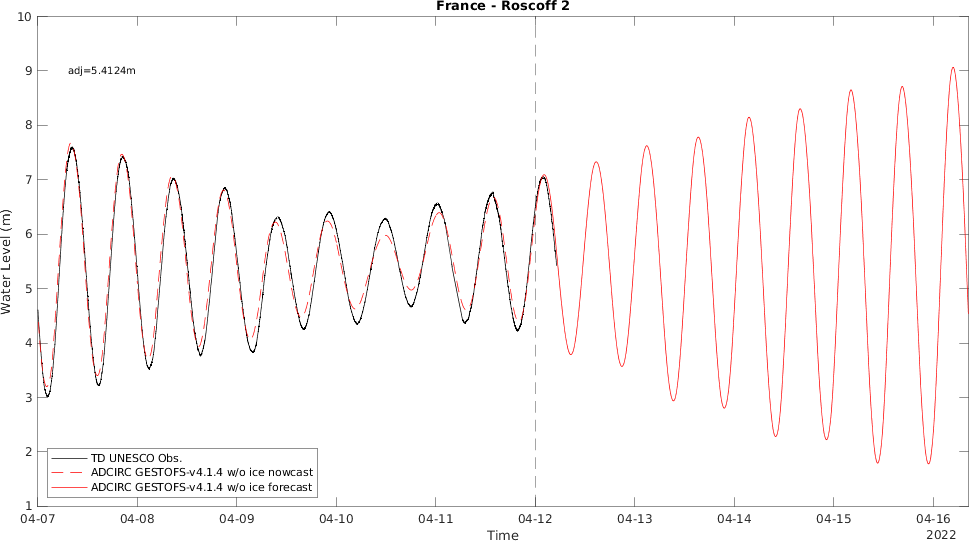 France - Roscoff 2
10
9
8
7
6
5
4
3
2
1
Water Level (m)
adj=5.4124m
TD UNESCO Obs.
ADCIRC GESTOFS-v4.1.4 w/o ice nowcast
ADCIRC GESTOFS-v4.1.4 w/o ice forecast
04-07 04-08 04-09 04-10 04-11 04-12 04-13 04-14 04-15 04-16
Time
2022